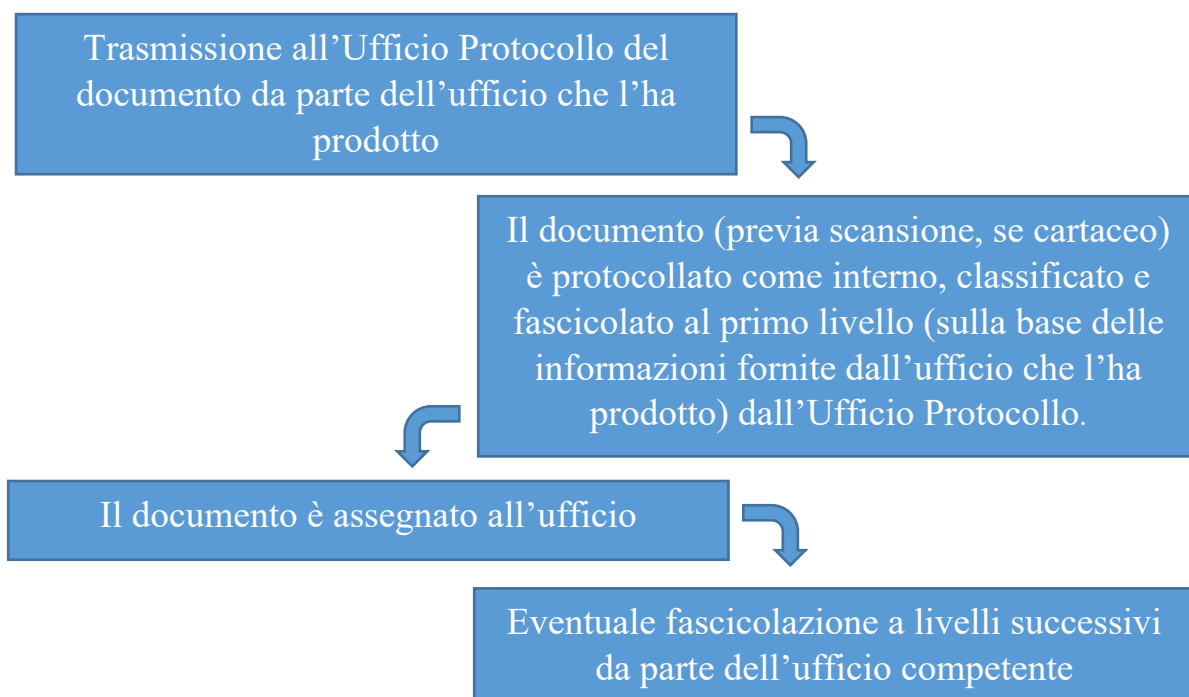 Trasmissione all’Ufficio Protocollo del
documento da parte dell’ufficio che l’ha
prodotto
Il documento (previa scansione, se cartaceo)
è protocollato come interno, classificato e
fascicolato al primo livello (sulla base delle
informazioni fornite dall’ufficio che l’ha
prodotto) dall’Ufficio Protocollo.
Il documento è assegnato all’ufficio
Eventuale fascicolazione a livelli successivi
da parte dell’ufficio competente